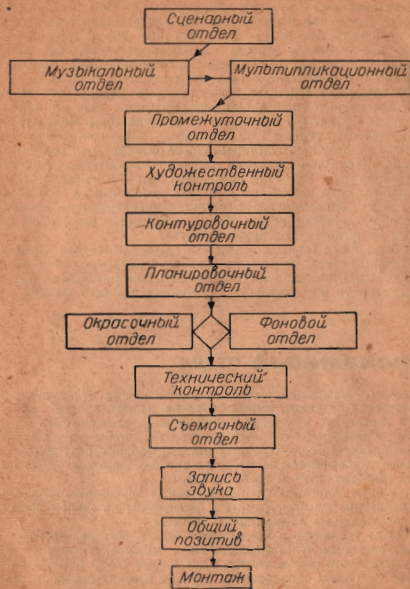 Сценарный
отдел
Музыкальный
отдел
Мультипликационный
отдел
Промежуточный
отдел
Художественный
контроль
Контуровочный
отдел
Планировочный
отдел
Окрасочный
отдел
Фоновой
отдел
Технический
контроль
Съемочный
отдел
Запись
звука
Общий
позитив
Монтаж